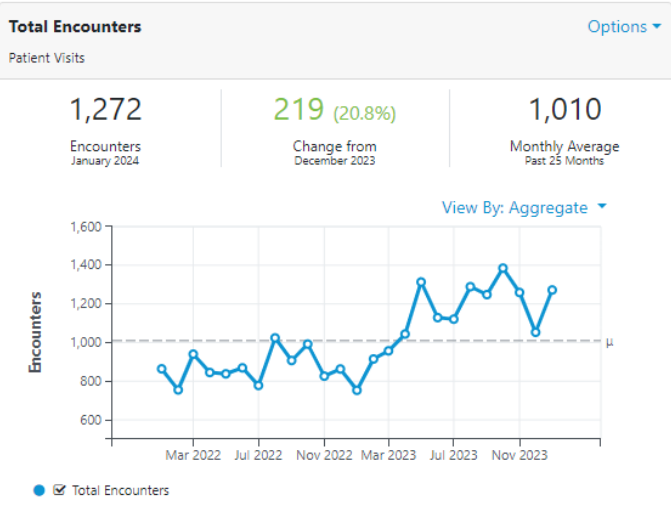 Total Encounters
Options
Patient Visits
1,272
Encounters
January 2024
219 (20.8%)
Change from
December 2023
1,010
Monthly Average
Past 25 Months
View By: Aggregate
Encounters
1,600
1,400
1,200
1,000
800
600
μ
Mar 2022 Jul 2022 Nov 2022 Mar 2023 Jul 2023 Nov 2023
Total Encounters